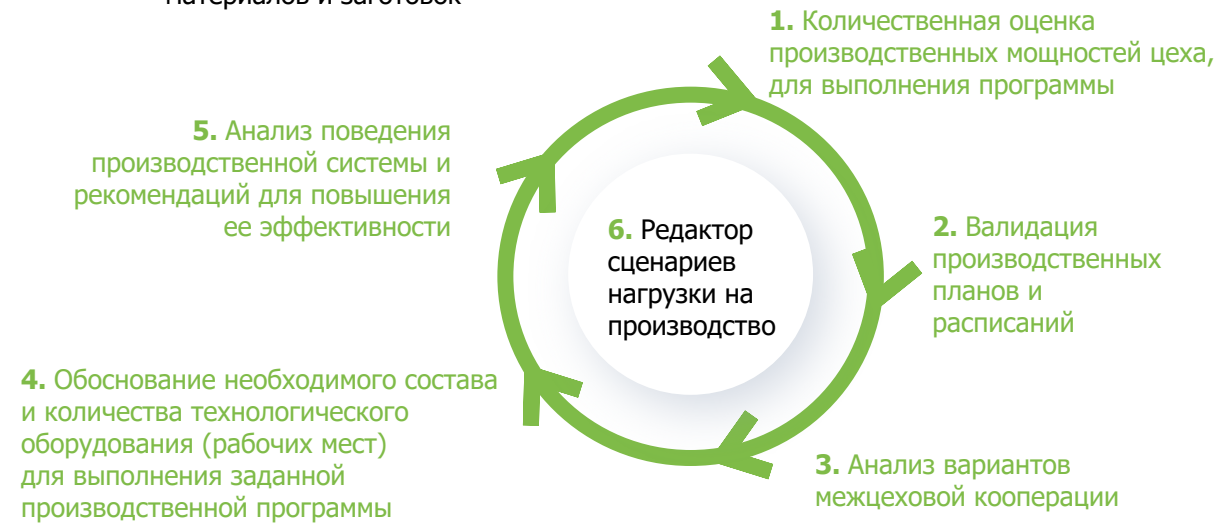 материалов и заготовок
1. Количественная оценка
производственных мощностей цеха,
для выполнения программы
5. Анализ поведения
производственной системы и
рекомендаций для повышения
ее эффективности
6. Редактор
сценариев
нагрузки на
производство
2. Валидация
производственных
планов и
расписаний
4. Обоснование необходимого состава
и количества технологического
оборудования (рабочих мест)
для выполнения заданной
производственной программы
3. Анализ вариантов
межцеховой кооперации